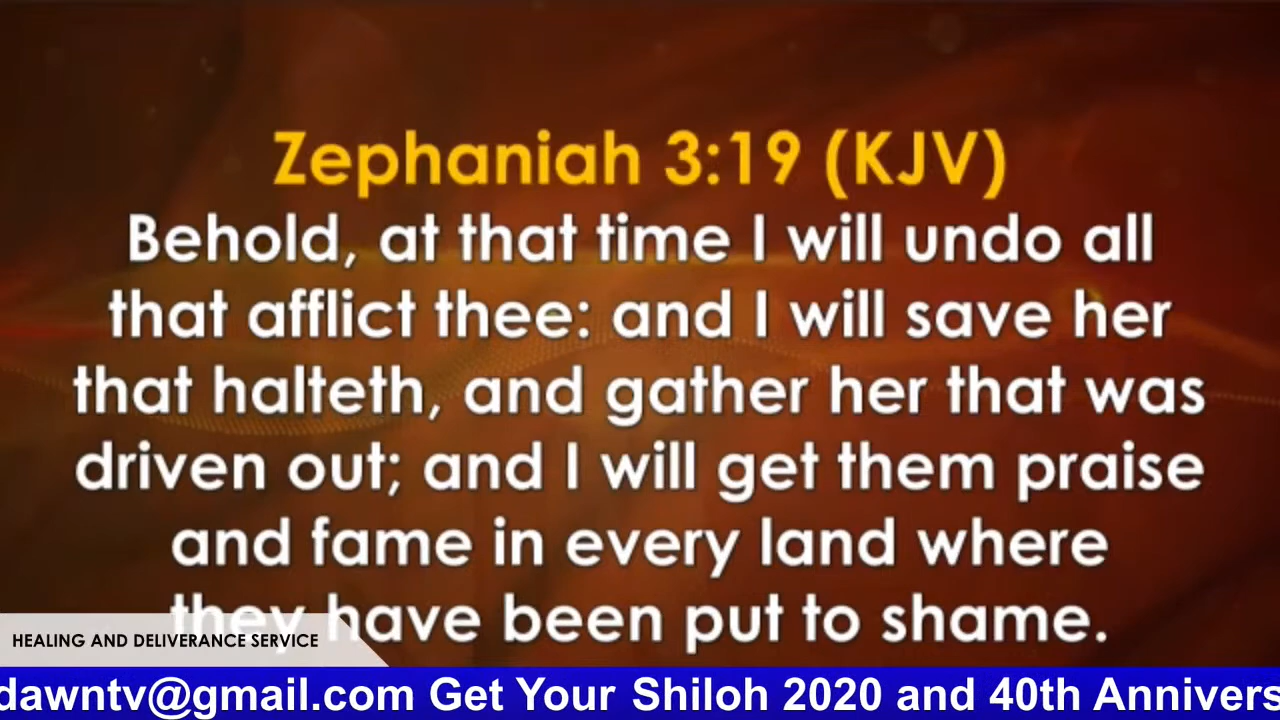 Zephaniah 3:19 (KJV)
Behold, at that time I will undo all
that afflict thee: and I will save her
that halteth, and gather her that was
driven out; and I will get them praise
and fame in every land where
they have been put to shame.
HEALING AND DELIVERANCE SERVICE
dawntv@gmail.com Get Your Shiloh 2020 and 40th Annivers